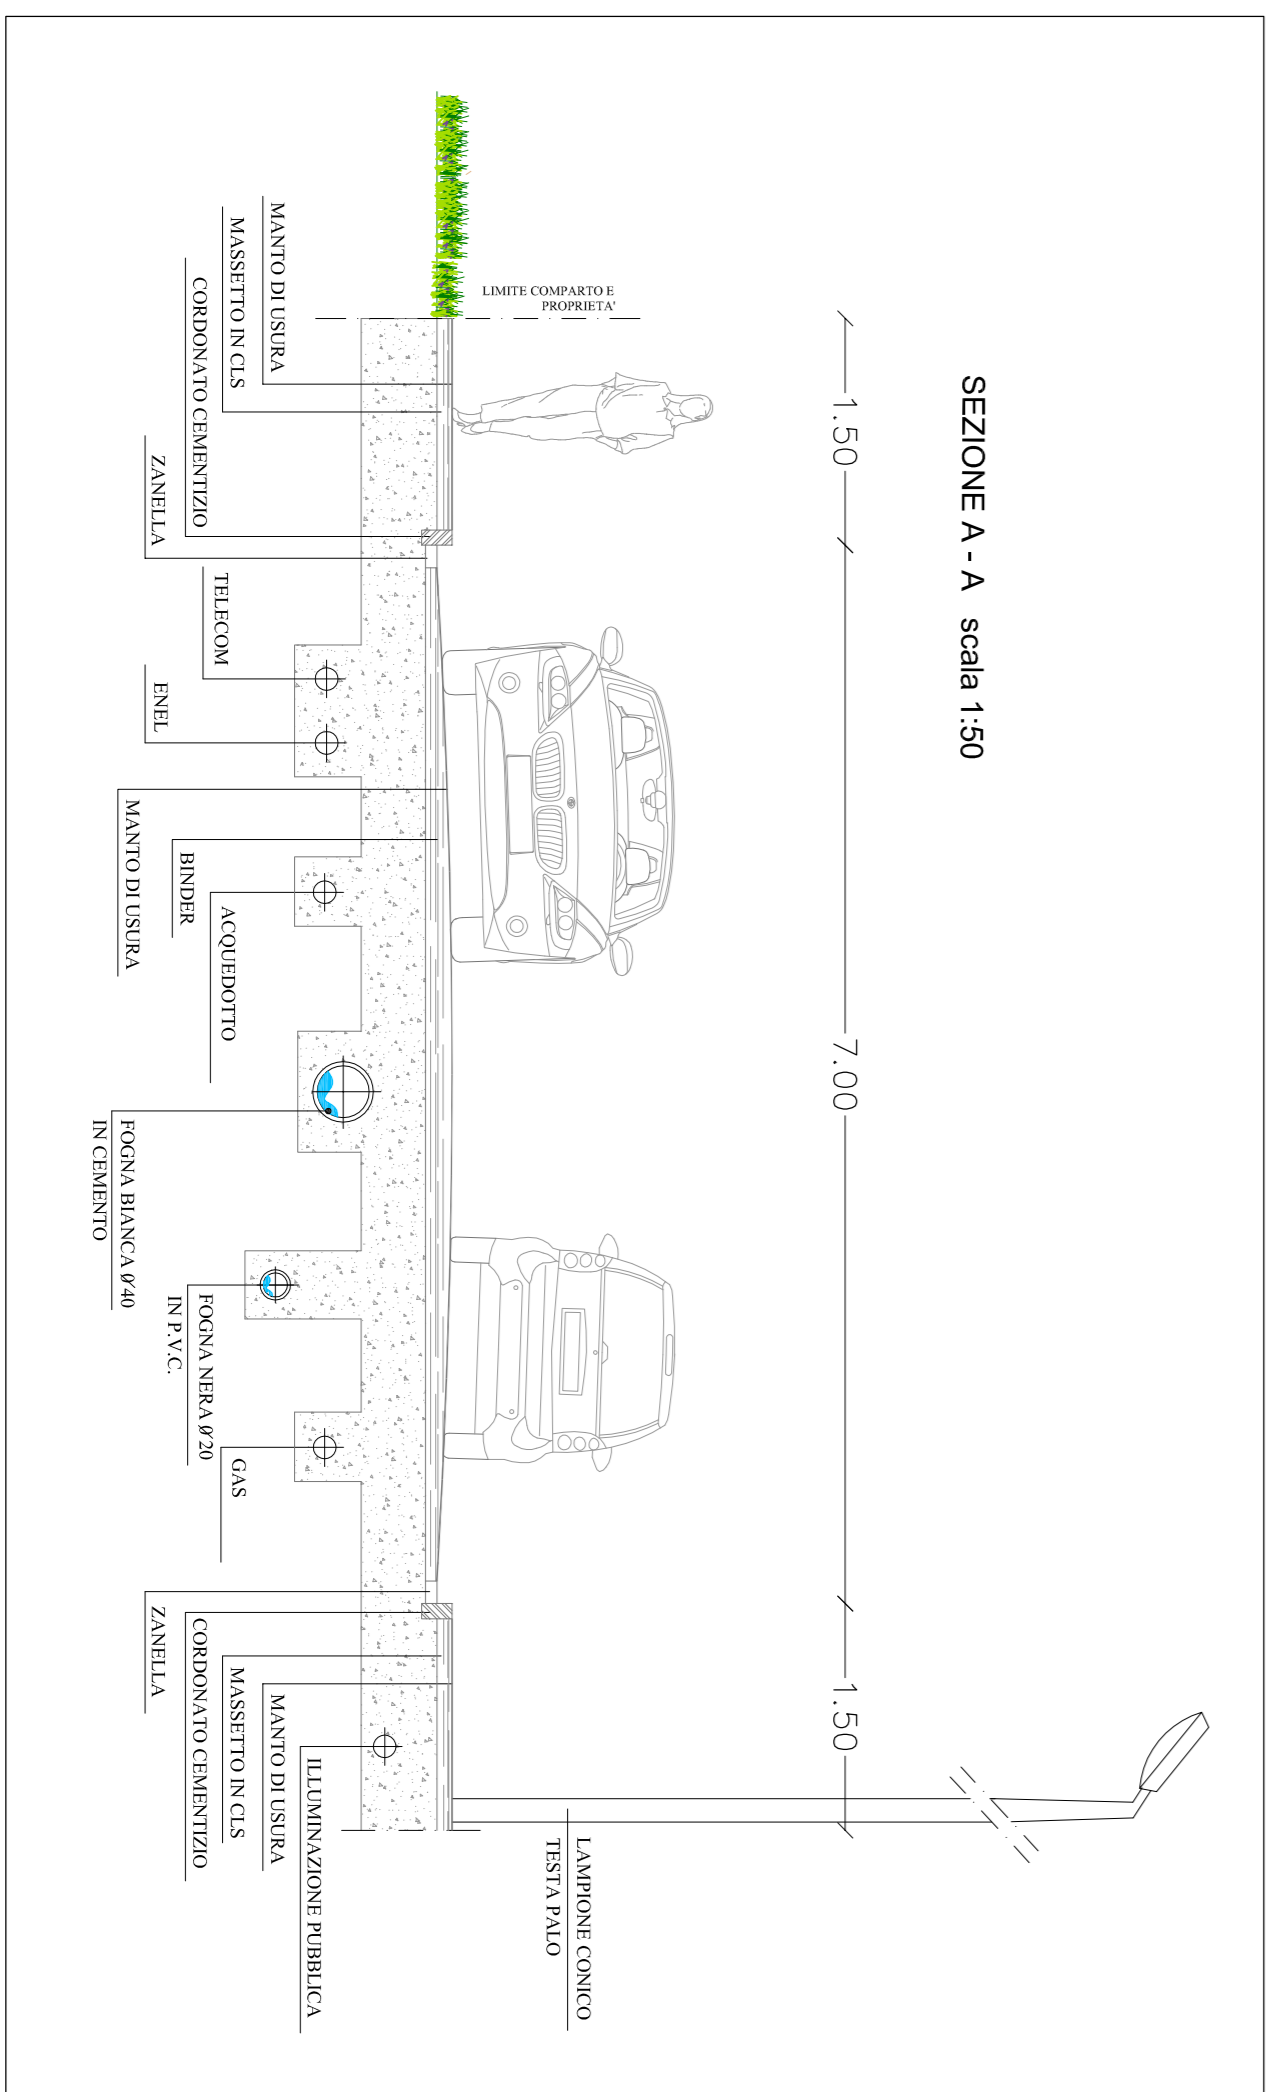 SEZIONE A - A scala 1:50
1.50
7.00
1.50
LIMITE COMPARTO E
PROPRIETA'
MANTO DI USURA
MASSETTO IN CLS
CORDONATO CEMENTIZIO
ZANELLA
TELECOM
ENEL
MANTO DI USURA
BINDER
ACQUEDOTTO
FOGNA BIANCA Ø 40
IN CEMENTO
FOGNA NERA Ø 20
IN P.V.C.
GAS
ZANELLA
CORDONATO CEMENTIZIO
MASSETTO IN CLS
MANTO DI USURA
ILLUMINAZIONE PUBBLICA
LAMPIONE CONICO
TESTA PALO